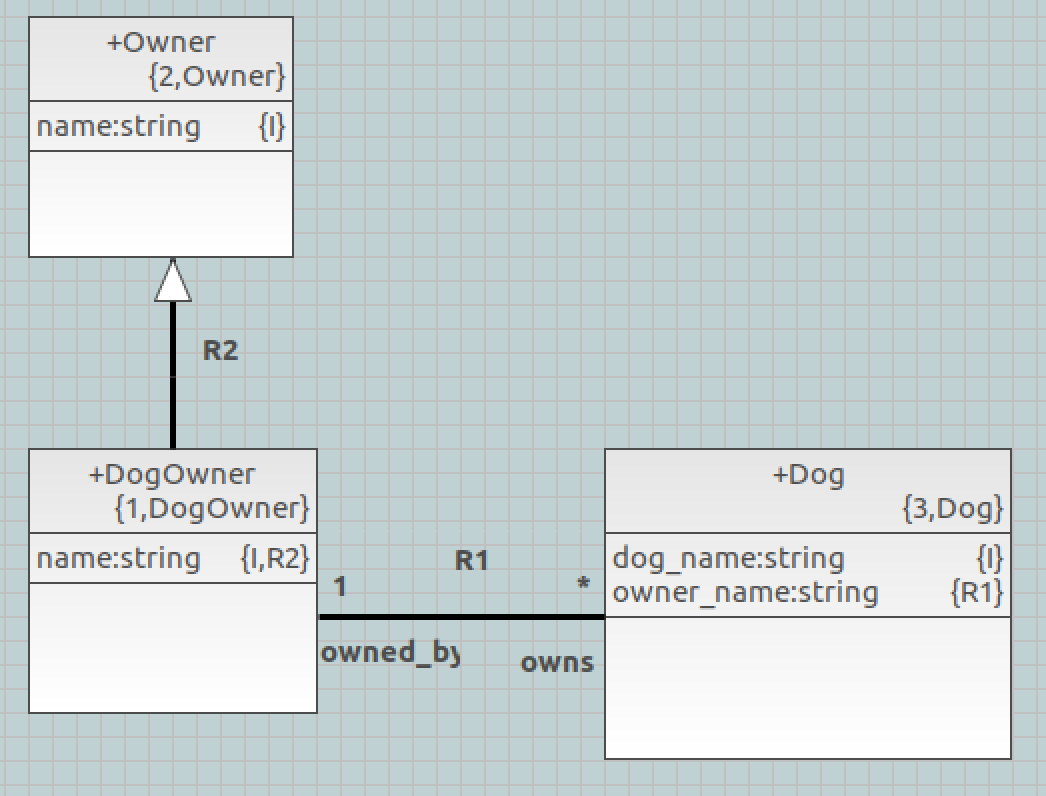 +Owner
{2,Owner}
name:string {I}
R2
+DogOwner
{1,DogOwner}
name:string {I,R2}
R1
1 *
owned_by
owns
+Dog
{3,Dog}
dog_name:string {I}
owner_name:string {R1}